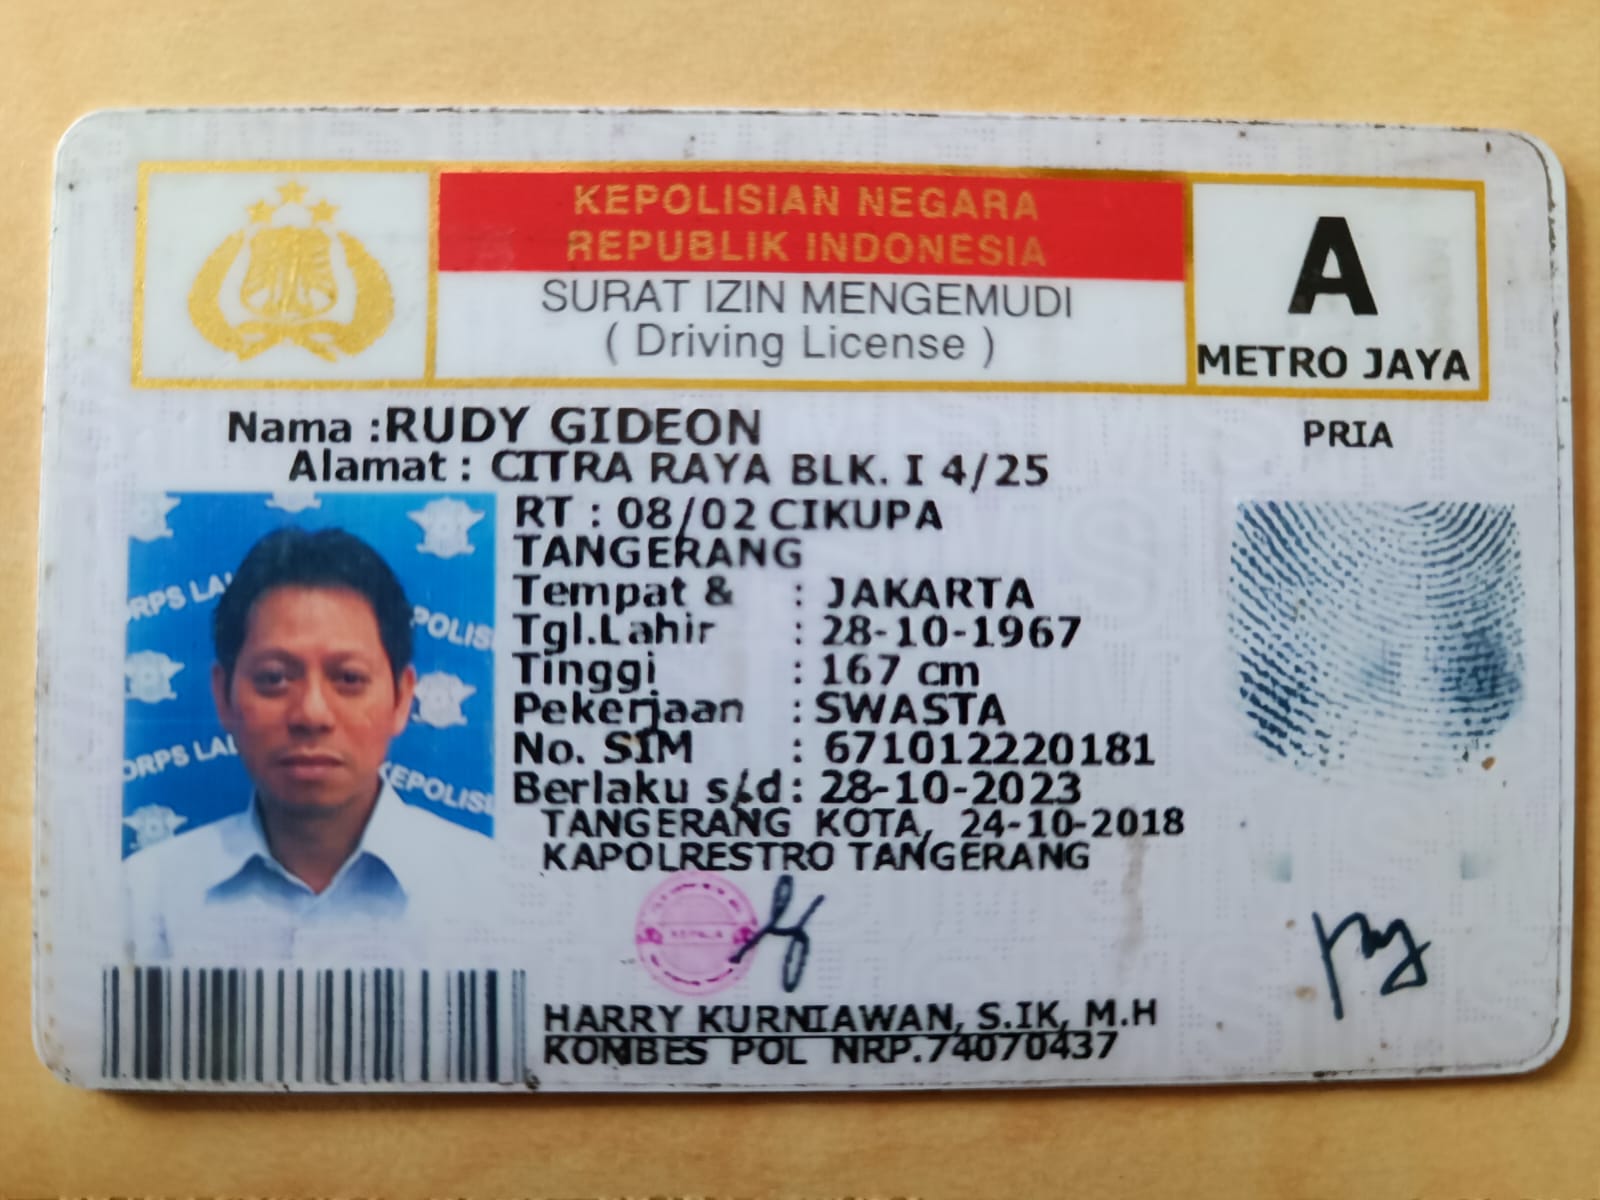 KEPOLISIAN NEGARA
REPUBLIK INDONESIA
SURAT IZIN MENGEMUDI
( Driving License )
A
METRO JAYA
Nama :RUDY GIDEON
PRIA
Alamat : CITRA RAYA BLK. I 4/25
RT : 08/02 CIKUPA
TANGERANG
Tempat & : JAKARTA
Tgl.Lahir : 28-10-1967
Tinggi : 167 cm
Pekerjaan : SWASTA
No. SIM : 671012220181
Berlaku s/d : 28-10-2023
TANGERANG KOTA, 24-10-2018
KAPOLRESTRO TANGERANG
HARRY KURNIAWAN, S.IK, M.H
KOMBES POL NRP.74070437